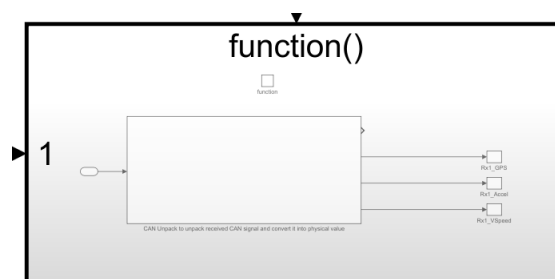 function()
function
1
Rx1_GPS
Rx1_Accel
Rx1_VSpeed
CAN Unpack to unpack received CAN signal and convert it into physical value